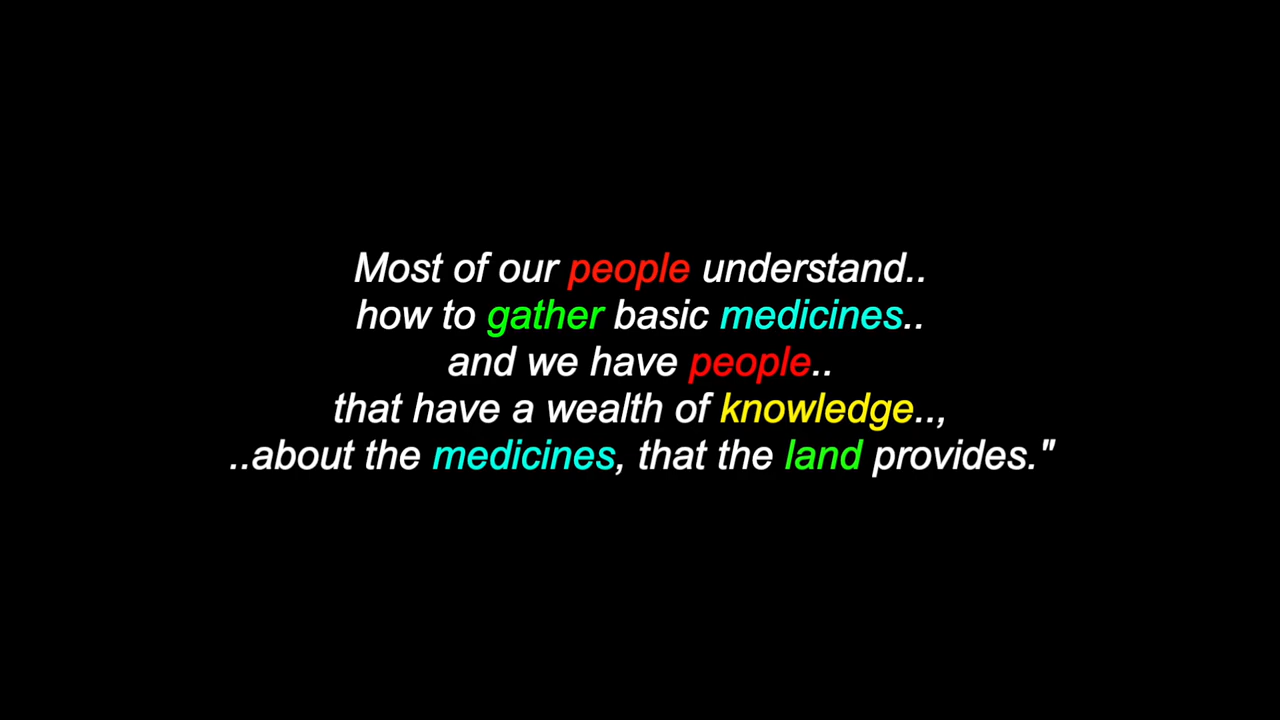 Most of our people understand..
how to gather basic medicines..
and we have people..
that have a wealth of knowledge..,
..about the medicines, that the land provides."